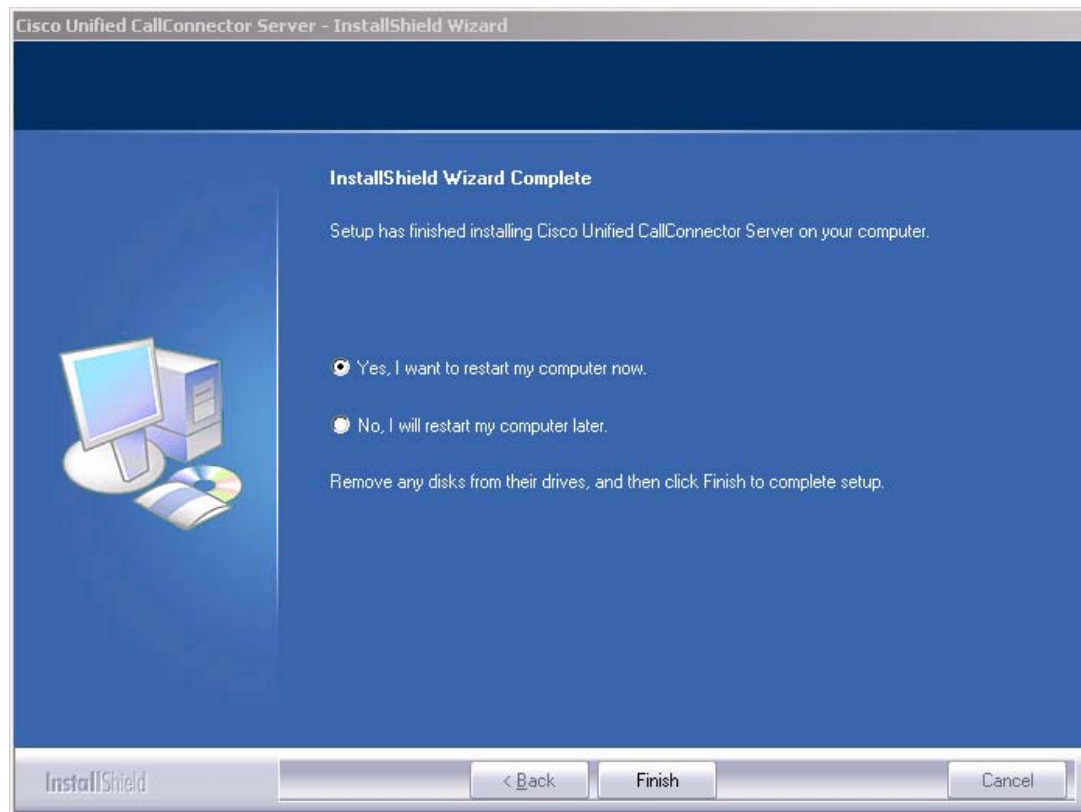 Cisco Unified CallConnector Server - InstallShield Wizard
InstallShield Wizard Complete
Setup has finished installing Cisco Unified CallConnector Server on your computer.
Yes, I want to restart my computer now.
No, I will restart my computer later.
Remove any disks from their drives, and then click Finish to complete setup.
InstallShield
< Back
Finish
Cancel